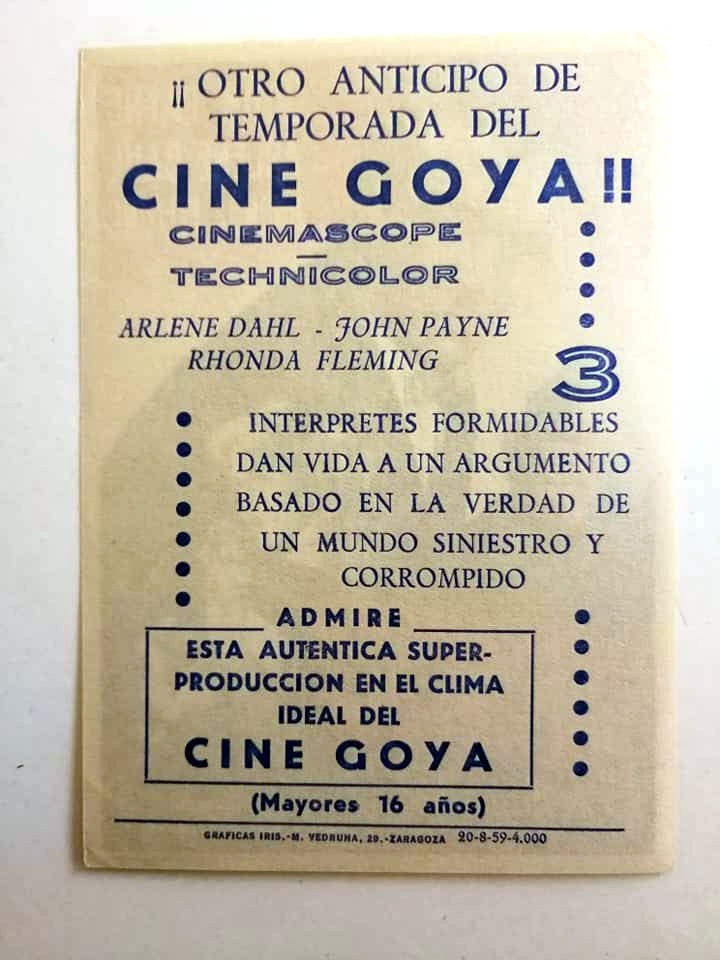 ¡¡ OTRO ANTICIPO DE
TEMPORADA DEL
CINE GOYA!!
CINEMASCOPE
—
TECHNICOLOR
ARLENE DAHL - JOHN PAYNE
RHONDA FLEMING
3
INTERPRETES FORMIDABLES
DAN VIDA A UN ARGUMENTO
BASADO EN LA VERDAD DE
UN MUNDO SINIESTRO Y
CORROMPIDO
ADMIRE
ESTA AUTENTICA SUPER-
PRODUCCION EN EL CLIMA
IDEAL DEL
CINE GOYA
(Mayores 16 años)
GRAFICAS IRIS.-M. VEDRUNA, 29.-ZARAGOZA 20-8-59-4.000